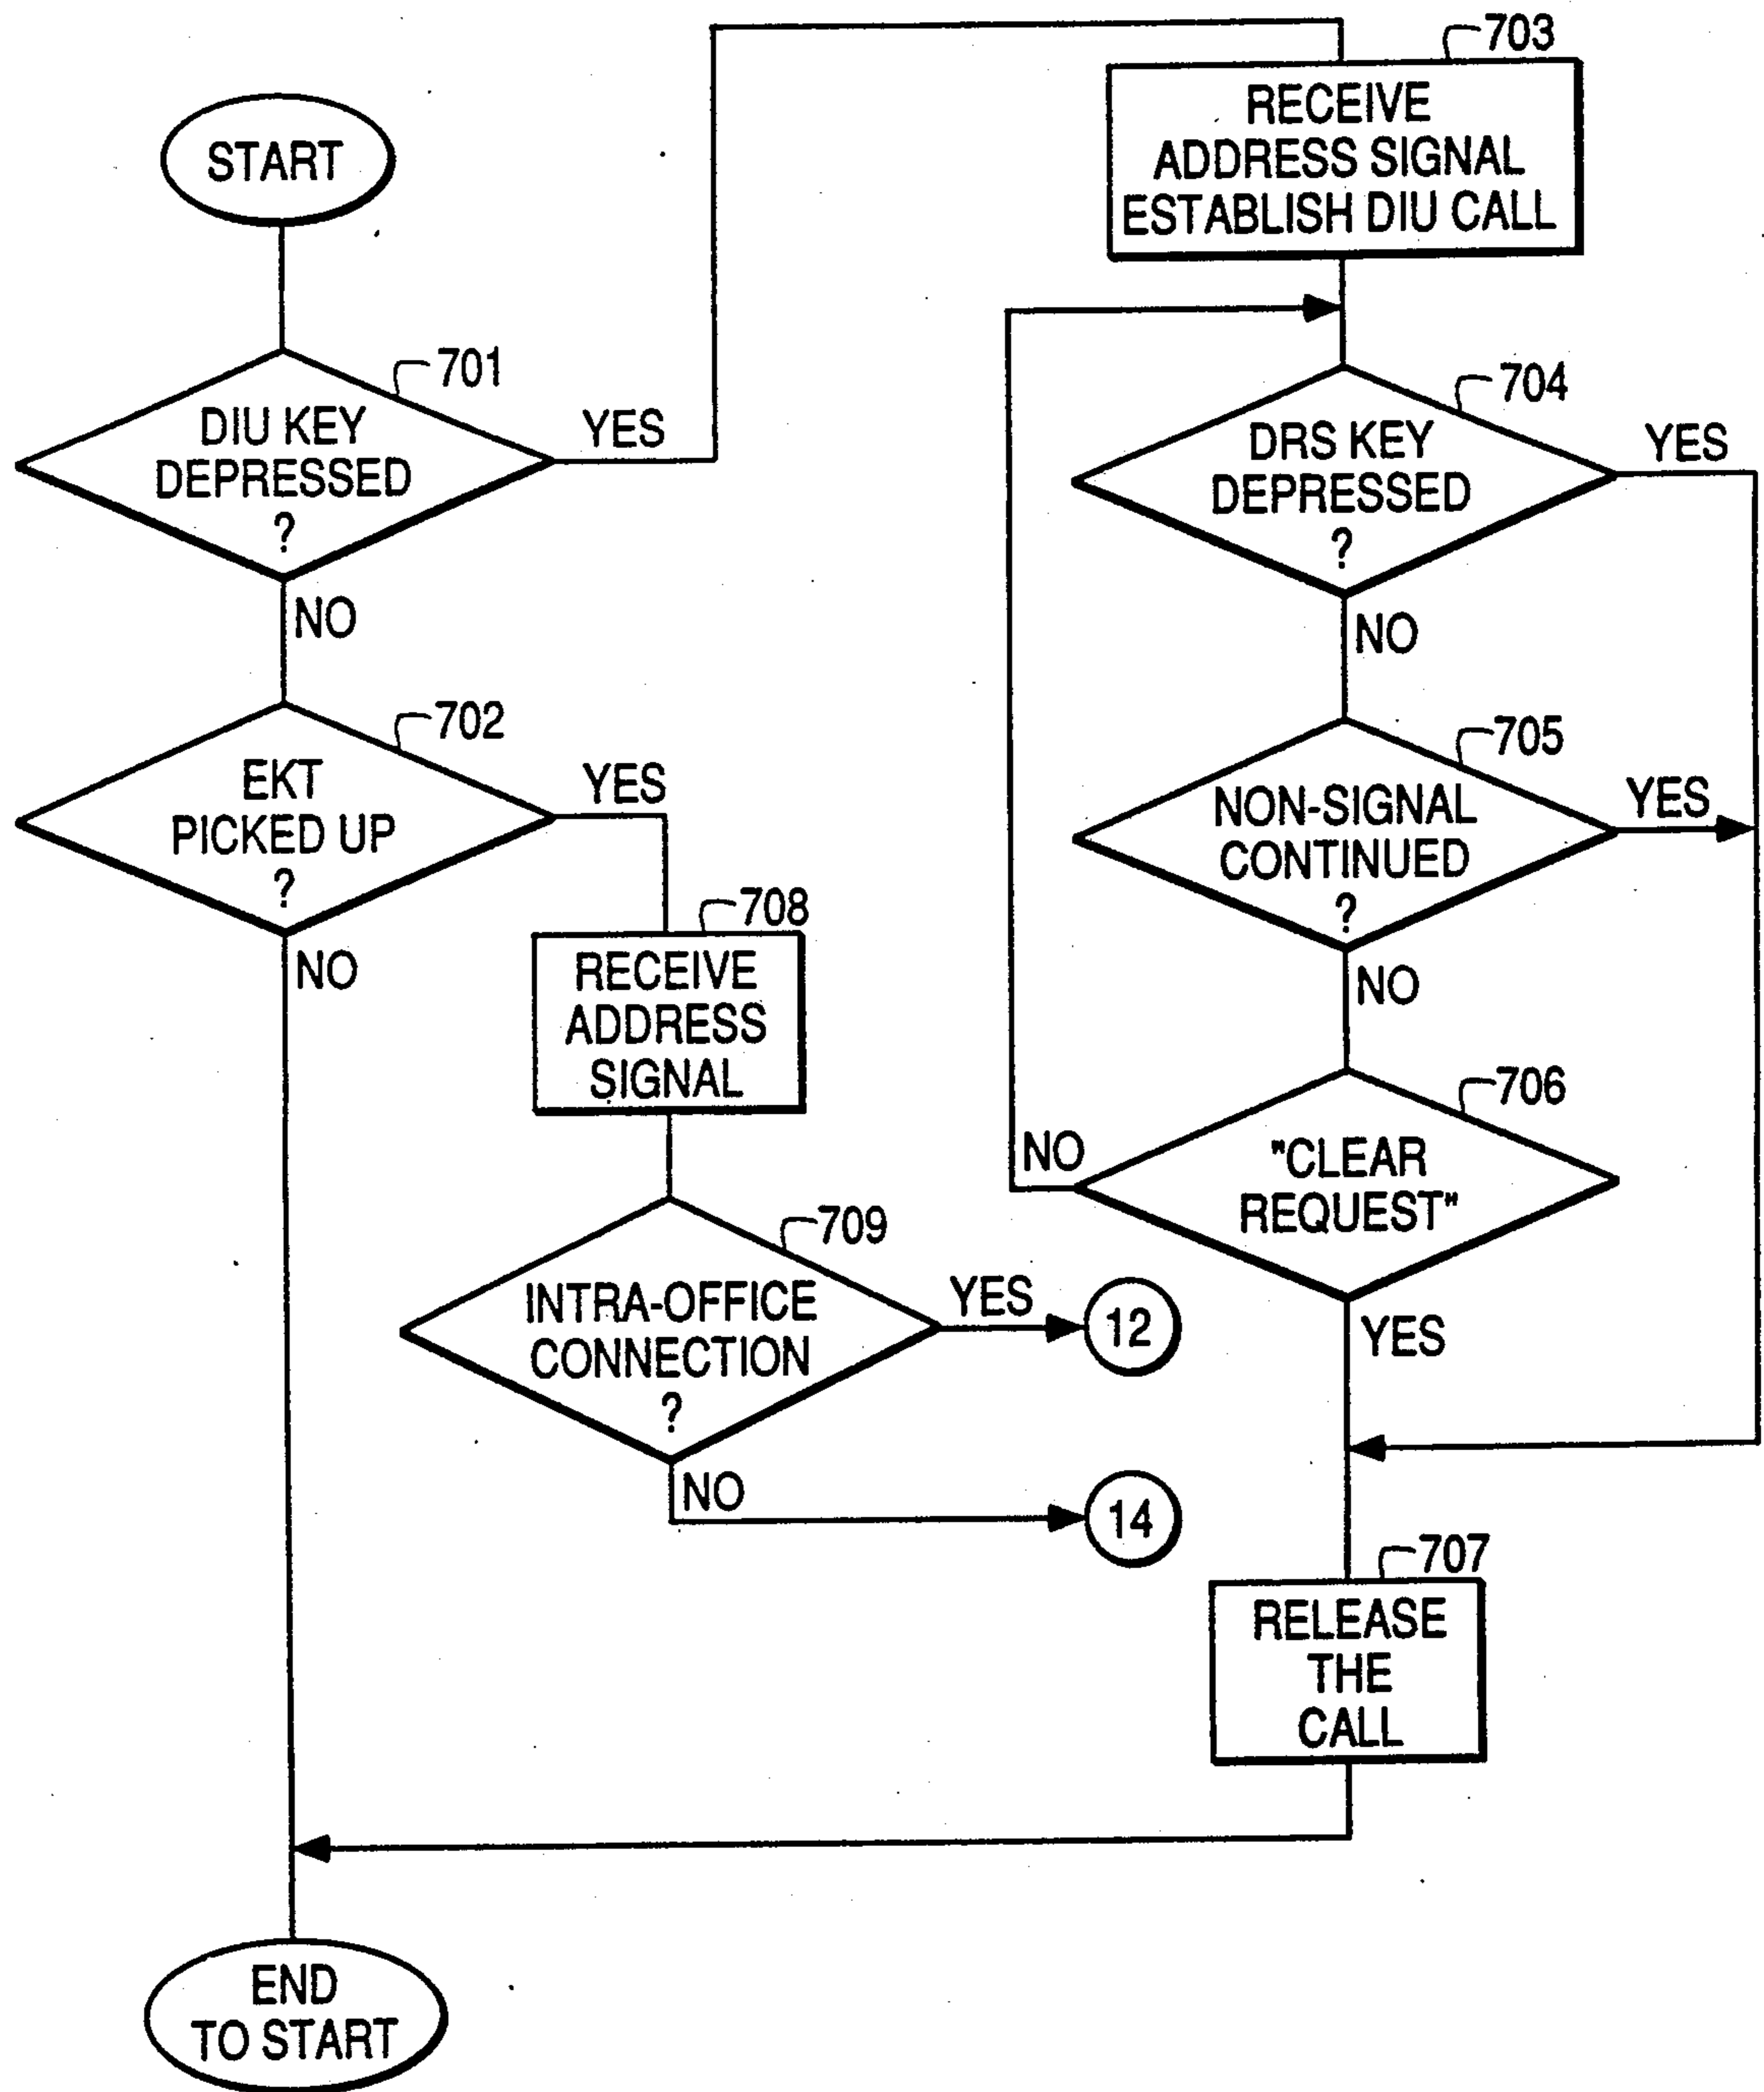 START
701
DIU KEY
DEPRESSED
?
YES
NO
702
EKT
PICKED UP
?
YES
NO
708
RECEIVE
ADDRESS
SIGNAL
709
INTRA-OFFICE
CONNECTION
?
YES
12
NO
14
703
RECEIVE
ADDRESS SIGNAL
ESTABLISH DIU CALL
704
DRS KEY
DEPRESSED
?
YES
NO
705
NON-SIGNAL
CONTINUED
?
YES
NO
706
"CLEAR
REQUEST"
NO
YES
707
RELEASE
THE
CALL
END
TO START